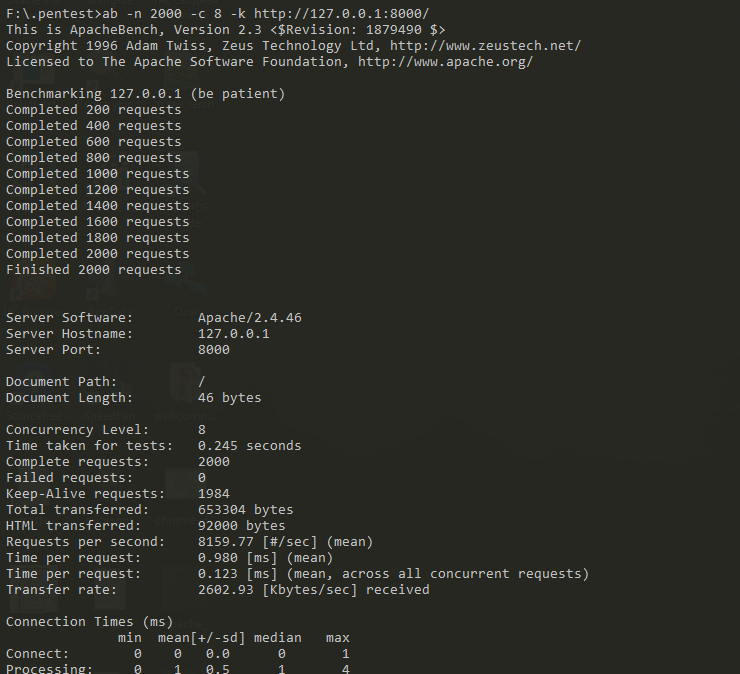 F:\.pentest>ab -n 2000 -c 8 -k http://127.0.0.1:8000/
This is ApacheBench, Version 2.3 <$Revision: 1879490 $>
Copyright 1996 Adam Twiss, Zeus Technology Ltd, http://www.zeustech.net/
Licensed to The Apache Software Foundation, http://www.apache.org/

Benchmarking 127.0.0.1 (be patient)
Completed 200 requests
Completed 400 requests
Completed 600 requests
Completed 800 requests
Completed 1000 requests
Completed 1200 requests
Completed 1400 requests
Completed 1600 requests
Completed 1800 requests
Completed 2000 requests
Finished 2000 requests

Server Software:        Apache/2.4.46
Server Hostname:        127.0.0.1
Server Port:            8000

Document Path:          /
Document Length:        46 bytes

Concurrency Level:      8
Time taken for tests:   0.245 seconds
Complete requests:      2000
Failed requests:        0
Keep-Alive requests:    1984
Total transferred:      653304 bytes
HTML transferred:       92000 bytes
Requests per second:    8159.77 [#/sec] (mean)
Time per request:       0.980 [ms] (mean)
Time per request:       0.123 [ms] (mean, across all concurrent requests)
Transfer rate:          2602.93 [Kbytes/sec] received

Connection Times (ms)
              min  mean[+/-sd] median   max
Connect:        0    0   0.0      0       1
Processing:     0    1   0.5      1       4